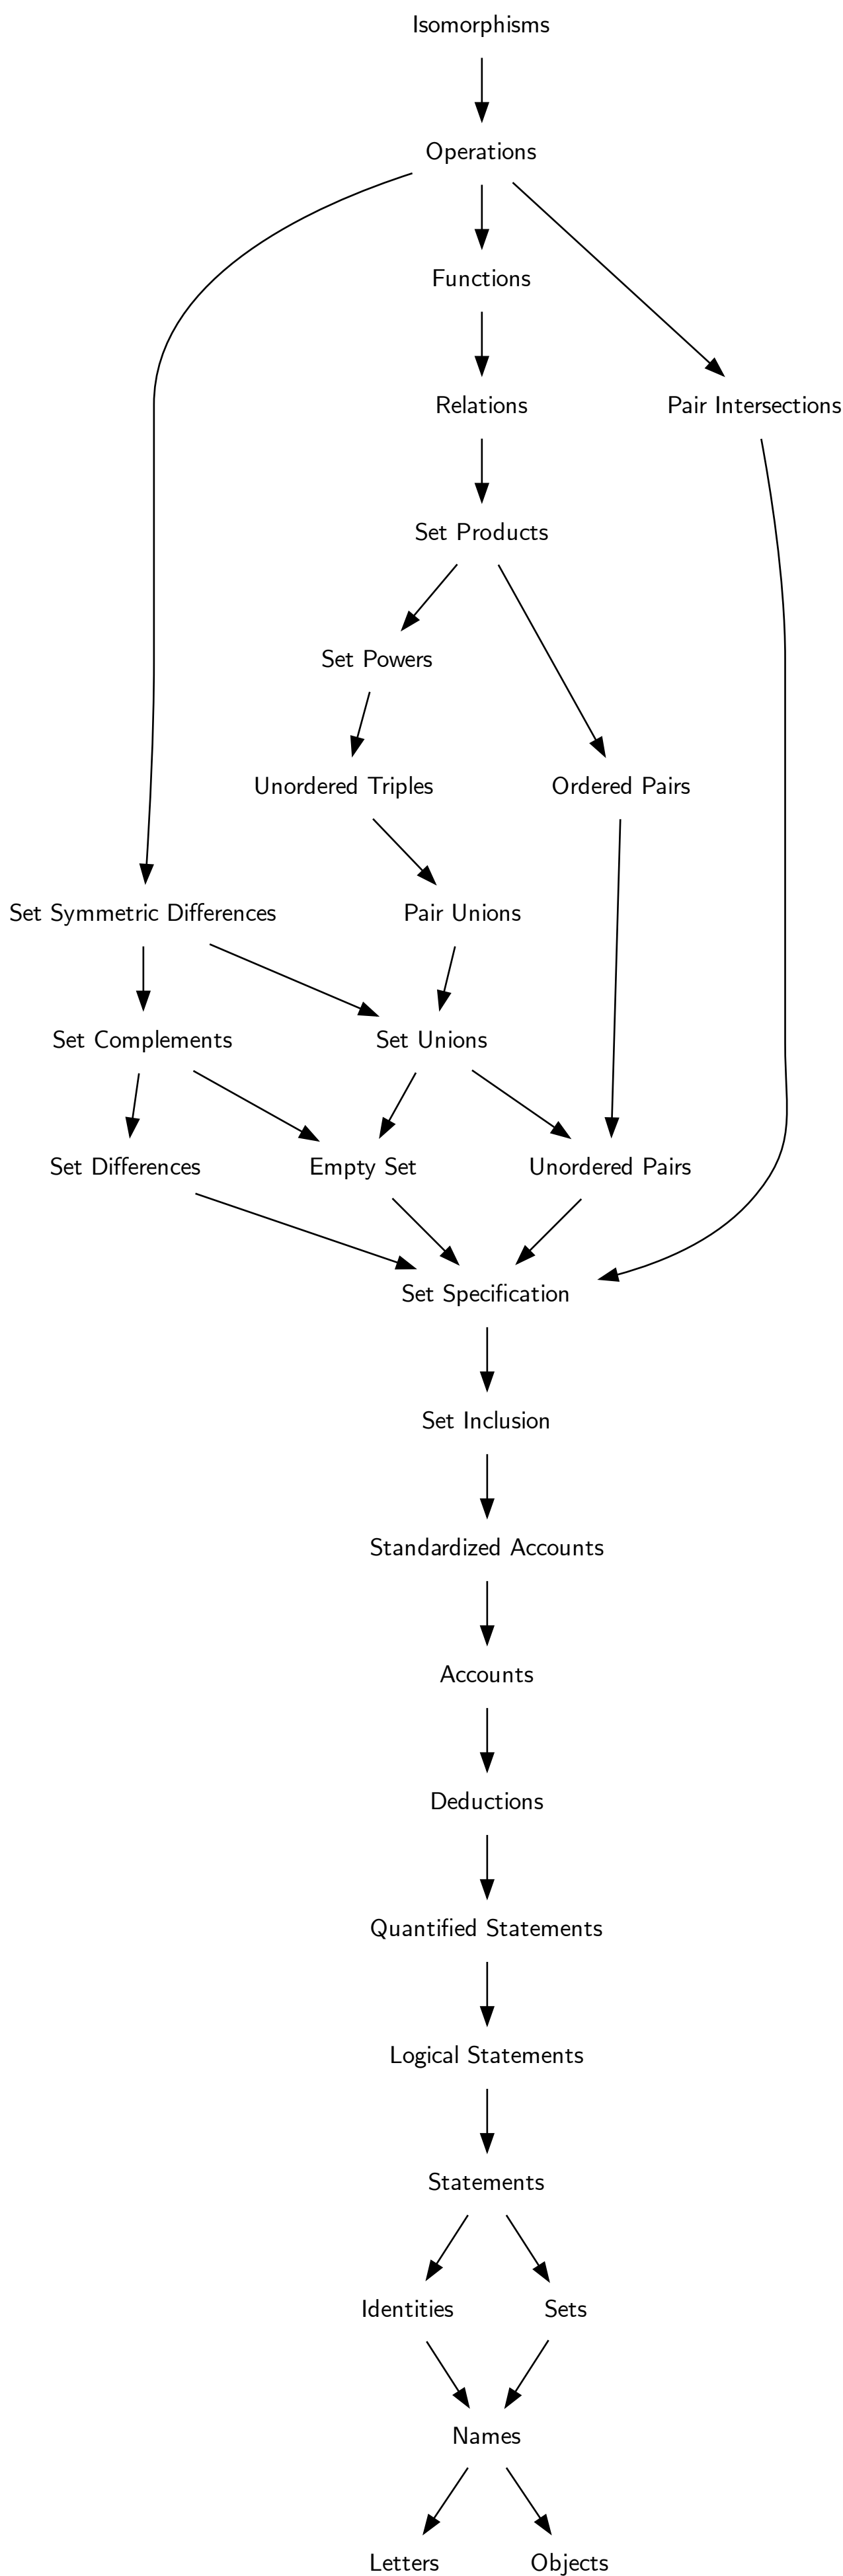 Isomorphisms
Operations
Functions
Relations
Pair Intersections
Set Products
Set Powers
Unordered Triples
Ordered Pairs
Set Symmetric Differences
Pair Unions
Set Complements
Set Unions
Set Differences
Empty Set
Unordered Pairs
Set Specification
Set Inclusion
Standardized Accounts
Accounts
Deductions
Quantified Statements
Logical Statements
Statements
Identities
Sets
Names
Letters
Objects